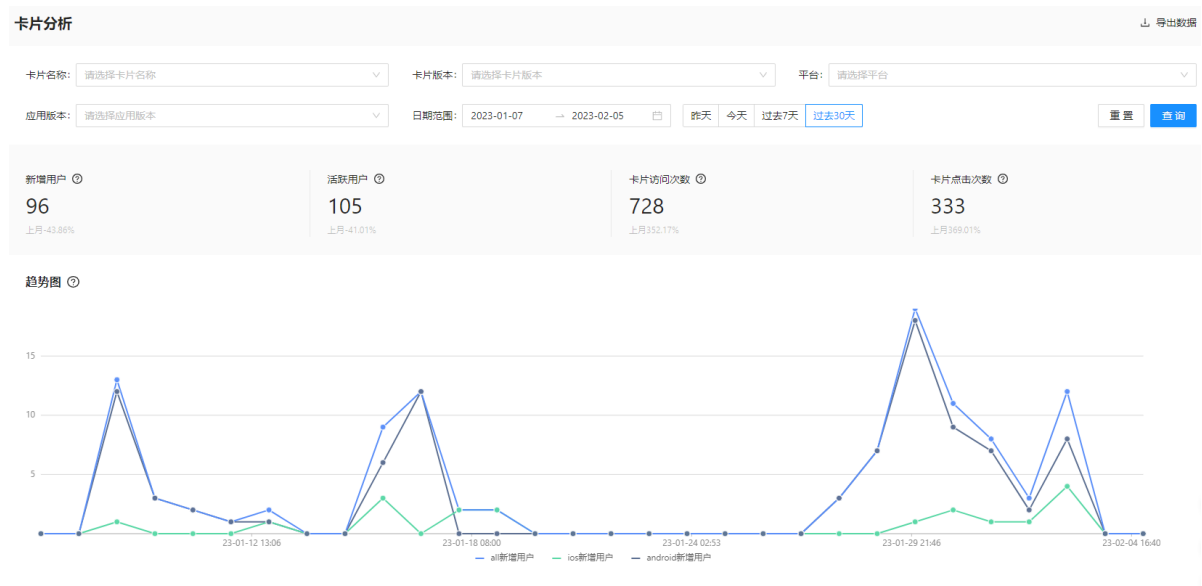 卡片分析
导出数据
卡片名称: 请选择卡片名称 卡片版本: 请选择卡片版本 平台: 请选择平台
应用版本: 请选择应用版本 日期范围: 2023-01-07 → 2023-02-05 昨天 今天 过去7天 过去30天 重 置 查 询
新增用户 活跃用户 卡片访问次数 卡片点击次数
96 105 728 333
上月-43.86% 上月-41.01% 上月352.17% 上月369.01%
趋势图
15
10
5
23-01-12 13:06 23-01-18 08:00 23-01-24 02:53 23-01-29 21:46 23-02-04 16:40
all新增用户 ios新增用户 android新增用户